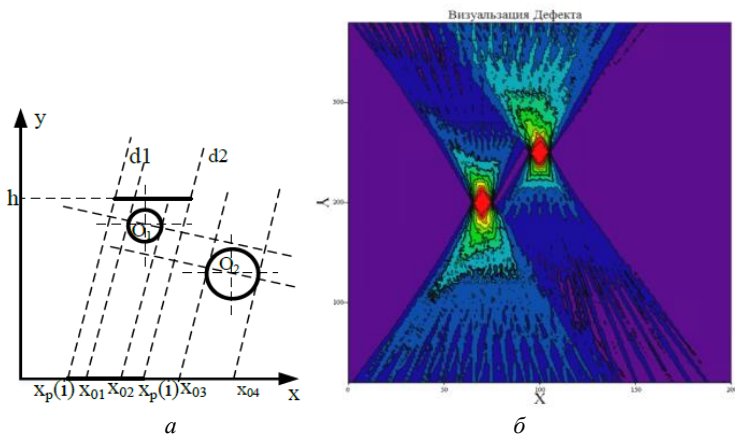 Визуальзация Дефекта
y
d1
d2
h
O₁
O₂
xₚ(1) x₀₁ x₀₂ xₚ(1) x₀₃ x₀₄ x
300
200
100
Y
0 50 100 150 200
X
а
б